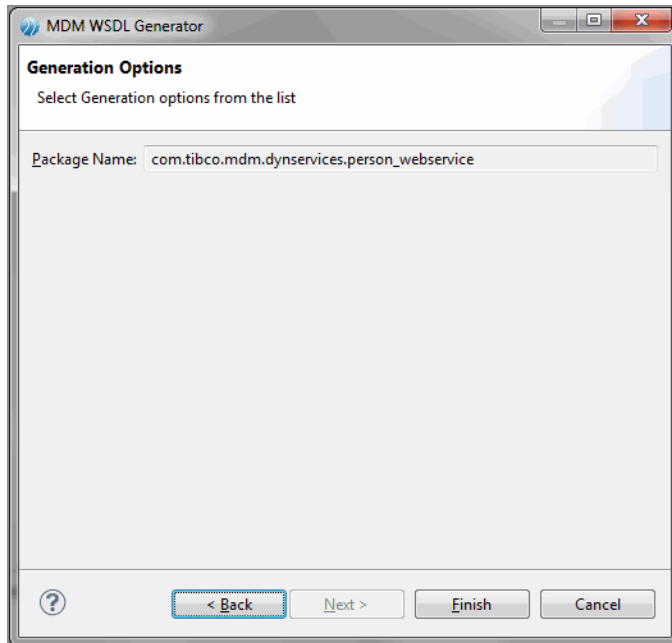 MDM WSDL Generator
Generation Options
Select Generation options from the list
Package Name: com.tibco.mdm.dynservices.person_webservice
? < Back Next > Finish Cancel